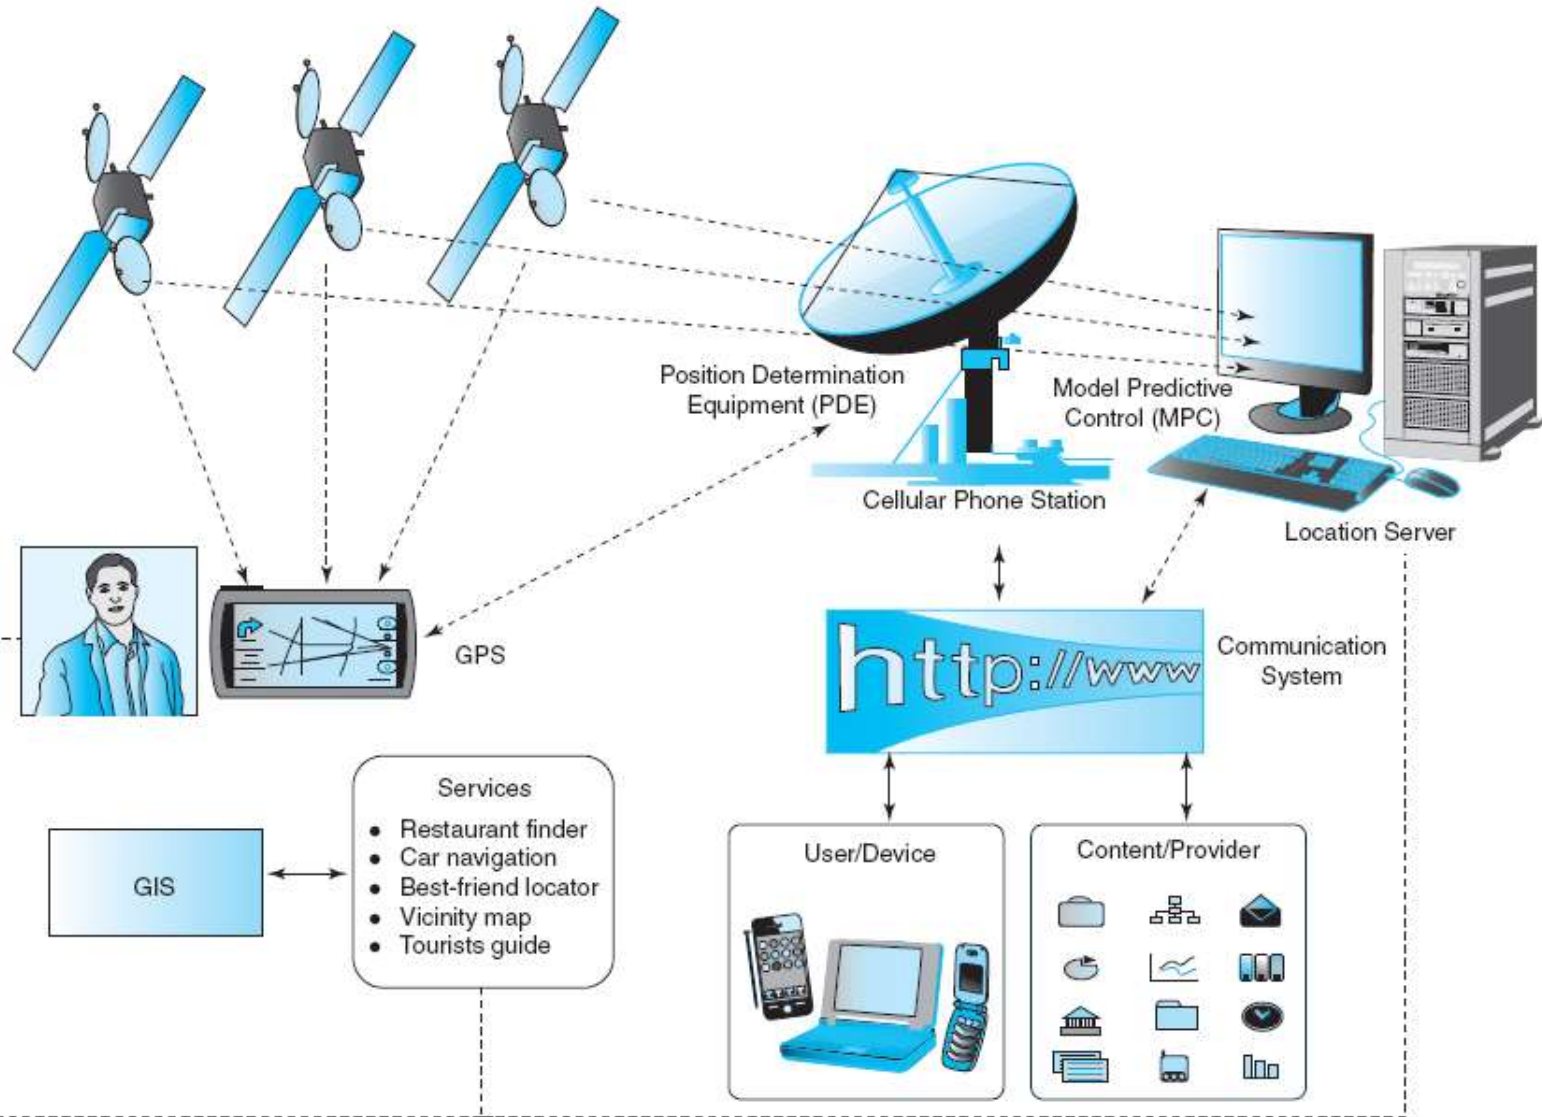 Position Determination
Equipment (PDE)
Model Predictive
Control (MPC)
Cellular Phone Station
Location Server
GPS
http://www
Communication
System
Services
• Restaurant finder
• Car navigation
• Best-friend locator
• Vicinity map
• Tourists guide
GIS
User/Device
Content/Provider